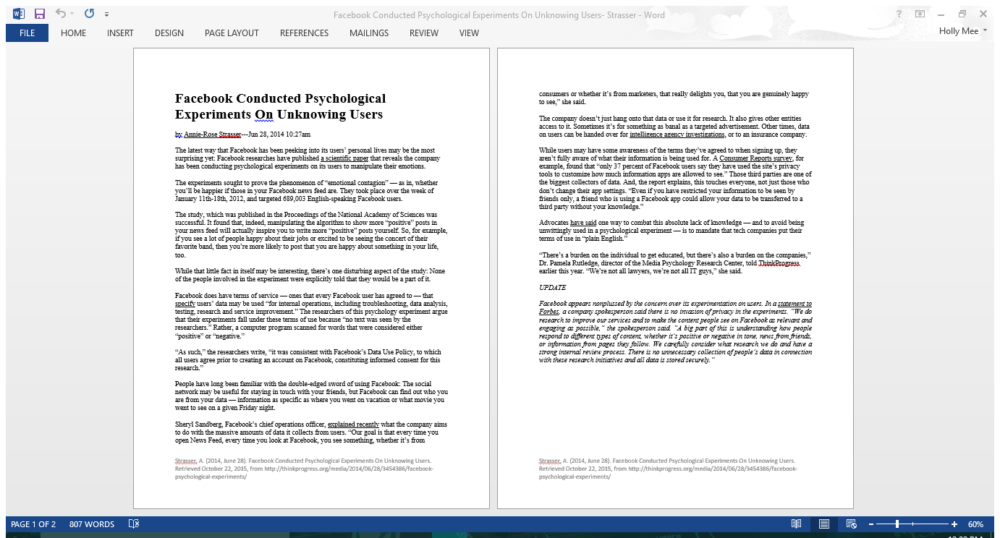 Facebook Conducted Psychological Experiments On Unknowing Users- Strasser - Word
?
FILE HOME INSERT DESIGN PAGE LAYOUT REFERENCES MAILINGS REVIEW VIEW
Holly Mee
Facebook Conducted Psychological
Experiments On Unknowing Users
by Annie-Rose Strasser---Jun 28, 2014 10:27am
The latest way that Facebook has been peeking into its users’ personal lives may be the most
surprising yet: Facebook researches have published a scientific paper that reveals the company
has been conducting psychological experiments on its users to manipulate their emotions.
The experiments sought to prove the phenomenon of “emotional contagion” — as in, whether
you’ll be happier if those in your Facebook news feed are. They took place over the week of
January 11th-18th, 2012, and targeted 689,003 English-speaking Facebook users.
The study, which was published in the Proceedings of the National Academy of Sciences was
successful. It found that, indeed, manipulating the algorithm to show more “positive” posts in
your news feed will actually inspire you to write more “positive” posts yourself. So, for example,
if you see a lot of people happy about their jobs or excited to be seeing the concert of their
favorite band, then you’re more likely to post that you are happy about something in your life,
too.
While that little fact in itself may be interesting, there’s one disturbing aspect of the study: None
of the people involved in the experiment were explicitly told that they would be a part of it.
Facebook does have terms of service — ones that every Facebook user has agreed to — that
specify users’ data may be used “for internal operations, including troubleshooting, data analysis,
testing, research and service improvement.” The researchers of this psychology experiment argue
that their experiments fall under these terms of use because “no text was seen by the
researchers.” Rather, a computer program scanned for words that were considered either
“positive” or “negative.”
“As such,” the researchers write, “it was consistent with Facebook’s Data Use Policy, to which
all users agree prior to creating an account on Facebook, constituting informed consent for this
research.”
People have long been familiar with the double-edged sword of using Facebook: The social
network may be useful for staying in touch with your friends, but Facebook can find out who you
are from your data — information as specific as where you went on vacation or what movie you
went to see on a given Friday night.
Sheryl Sandberg, Facebook’s chief operations officer, explained recently what the company aims
to do with the massive amounts of data it collects from users. “Our goal is that every time you
open News Feed, every time you look at Facebook, you see something, whether it’s from
Strasser, A. (2014, June 28). Facebook Conducted Psychological Experiments On Unknowing Users.
Retrieved October 22, 2015, from http://thinkprogress.org/media/2014/06/28/3454386/facebook-
psychological-experiments/
consumers or whether it’s from marketers, that really delights you, that you are genuinely happy
to see,” she said.
The company doesn’t just hang onto that data or use it for research. It also gives other entities
access to it. Sometimes it’s for something as banal as a targeted advertisement. Other times, data
on users can be handed over for intelligence agency investigations, or to an insurance company.
While users may have some awareness of the terms they’ve agreed to when signing up, they
aren’t fully aware of what their information is being used for. A Consumer Reports survey, for
example, found that “only 37 percent of Facebook users say they have used the site’s privacy
tools to customize how much information apps are allowed to see.” Those third parties are one of
the biggest collectors of data. And, the report explains, this touches everyone, not just those who
don’t change their app settings. “Even if you have restricted your information to be seen by
friends only, a friend who is using a Facebook app could allow your data to be transferred to a
third party without your knowledge.”
Advocates have said one way to combat this absolute lack of knowledge — and to avoid being
unwittingly used in a psychological experiment — is to mandate that tech companies put their
terms of use in “plain English.”
“There’s a burden on the individual to get educated, but there’s also a burden on the companies,”
Dr. Pamela Rutledge, director of the Media Psychology Research Center, told ThinkProgress
earlier this year. “We’re not all lawyers, we’re not all IT guys,” she said.
UPDATE
Facebook appears nonplussed by the concern over its experimentation on users. In a statement to
Forbes, a company spokesperson said there is no invasion of privacy in the experiments. “We do
research to improve our services and to make the content people see on Facebook as relevant and
engaging as possible,” the spokesperson said. “A big part of this is understanding how people
respond to different types of content, whether it’s positive or negative in tone, news from friends,
or information from pages they follow. We carefully consider what research we do and have a
strong internal review process. There is no unnecessary collection of people’s data in connection
with these research initiatives and all data is stored securely.”
Strasser, A. (2014, June 28). Facebook Conducted Psychological Experiments On Unknowing Users.
Retrieved October 22, 2015, from http://thinkprogress.org/media/2014/06/28/3454386/facebook-
psychological-experiments/
PAGE 1 OF 2 807 WORDS
60%